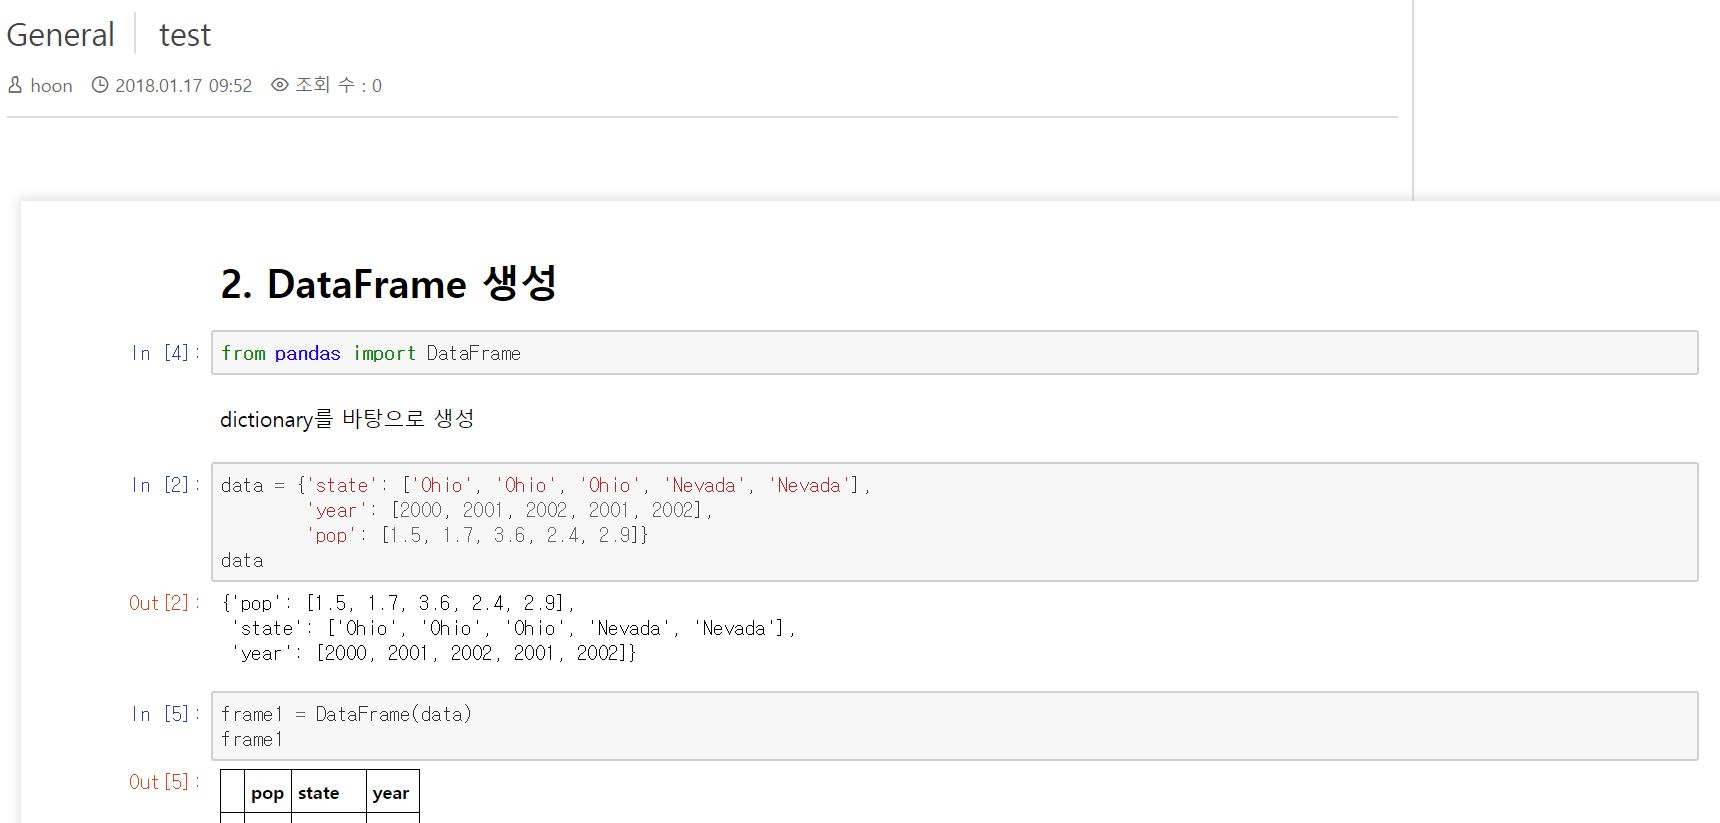 General test
hoon 2018.01.17 09:52 조회 수 : 0
2. DataFrame 생성
In [4]: from pandas import DataFrame
dictionary를 바탕으로 생성
In [2]: data = {'state': ['Ohio', 'Ohio', 'Ohio', 'Nevada', 'Nevada'],
'year': [2000, 2001, 2002, 2001, 2002],
'pop': [1.5, 1.7, 3.6, 2.4, 2.9]}
data
Out[2]: {'pop': [1.5, 1.7, 3.6, 2.4, 2.9],
'state': ['Ohio', 'Ohio', 'Ohio', 'Nevada', 'Nevada'],
'year': [2000, 2001, 2002, 2001, 2002]}
In [5]: frame1 = DataFrame(data)
frame1
Out[5]: pop state year